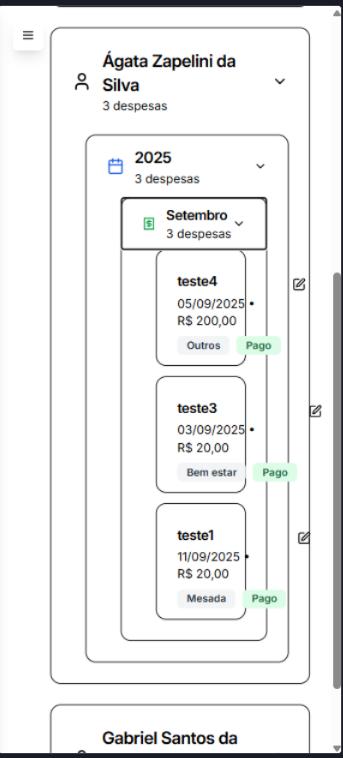 Ágata Zapelini da
Silva
3 despesas
2025
3 despesas
Setembro
3 despesas
teste4
05/09/2025 •
R$ 200,00
Outros Pago
teste3
03/09/2025 •
R$ 20,00
Bem estar Pago
teste1
11/09/2025 •
R$ 20,00
Mesada Pago
Gabriel Santos da